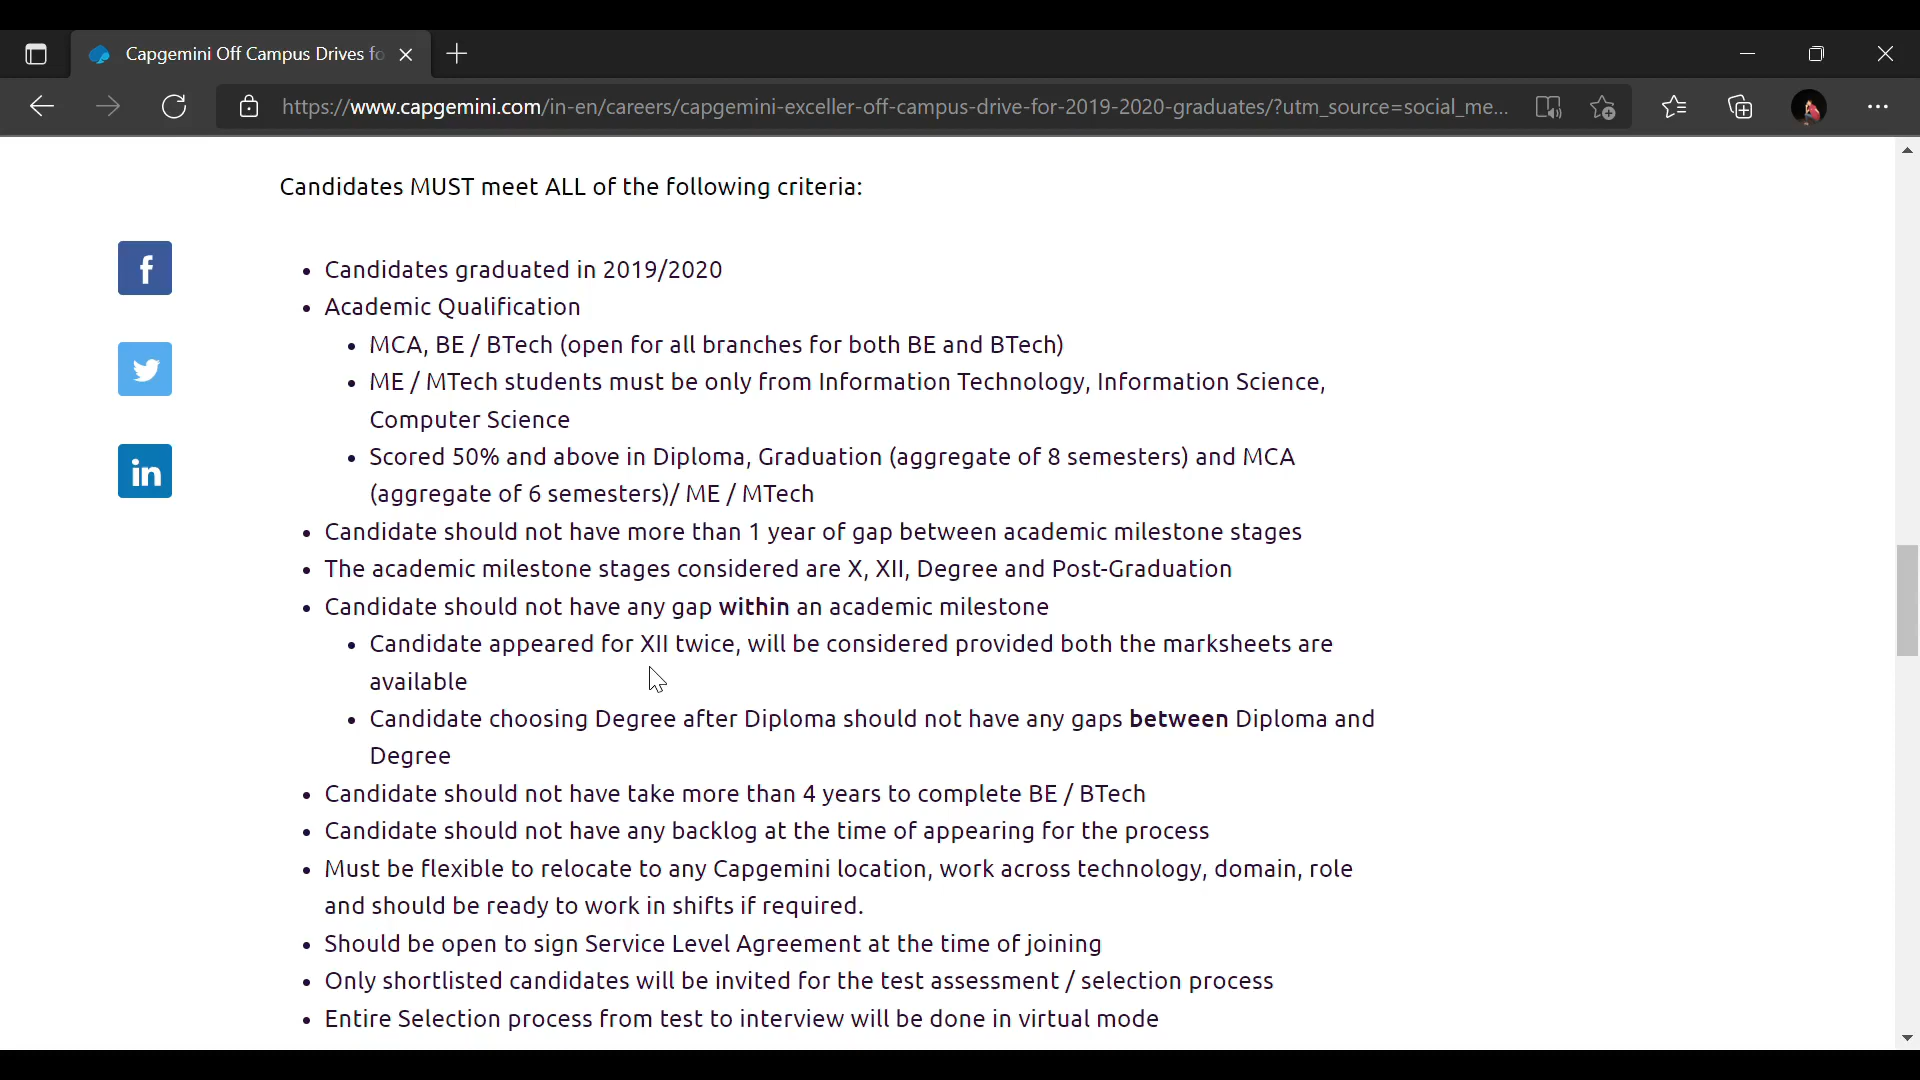 Capgemini Off Campus Drives fo
https://www.capgemini.com/in-en/careers/capgemini-exceller-off-campus-drive-for-2019-2020-graduates/?utm_source=social_me...
Candidates MUST meet ALL of the following criteria:
f
in
• Candidates graduated in 2019/2020
• Academic Qualification
• MCA, BE / BTech (open for all branches for both BE and BTech)
• ME / MTech students must be only from Information Technology, Information Science,
Computer Science
• Scored 50% and above in Diploma, Graduation (aggregate of 8 semesters) and MCA
(aggregate of 6 semesters)/ ME / MTech
• Candidate should not have more than 1 year of gap between academic milestone stages
• The academic milestone stages considered are X, XII, Degree and Post-Graduation
• Candidate should not have any gap within an academic milestone
• Candidate appeared for XII twice, will be considered provided both the marksheets are
available
• Candidate choosing Degree after Diploma should not have any gaps between Diploma and
Degree
• Candidate should not have take more than 4 years to complete BE / BTech
• Candidate should not have any backlog at the time of appearing for the process
• Must be flexible to relocate to any Capgemini location, work across technology, domain, role
and should be ready to work in shifts if required.
• Should be open to sign Service Level Agreement at the time of joining
• Only shortlisted candidates will be invited for the test assessment / selection process
• Entire Selection process from test to interview will be done in virtual mode